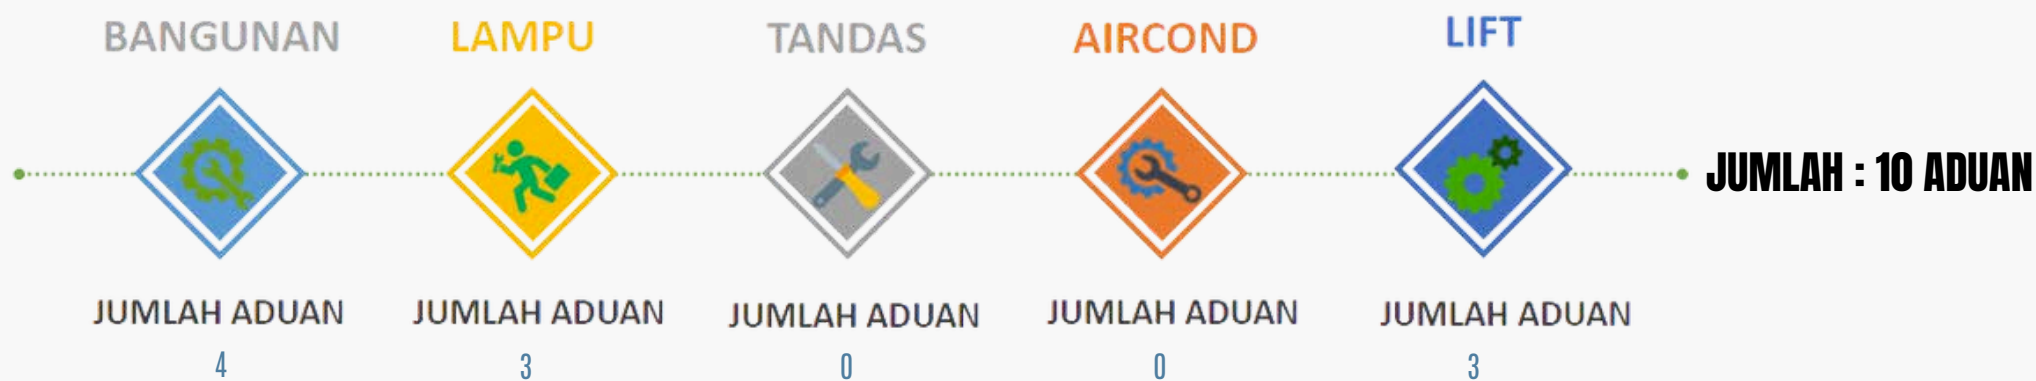 BANGUNAN
LAMPU
TANDAS
AIRCOND
LIFT
JUMLAH : 10 ADUAN
JUMLAH ADUAN
JUMLAH ADUAN
JUMLAH ADUAN
JUMLAH ADUAN
JUMLAH ADUAN
4
3
0
0
3